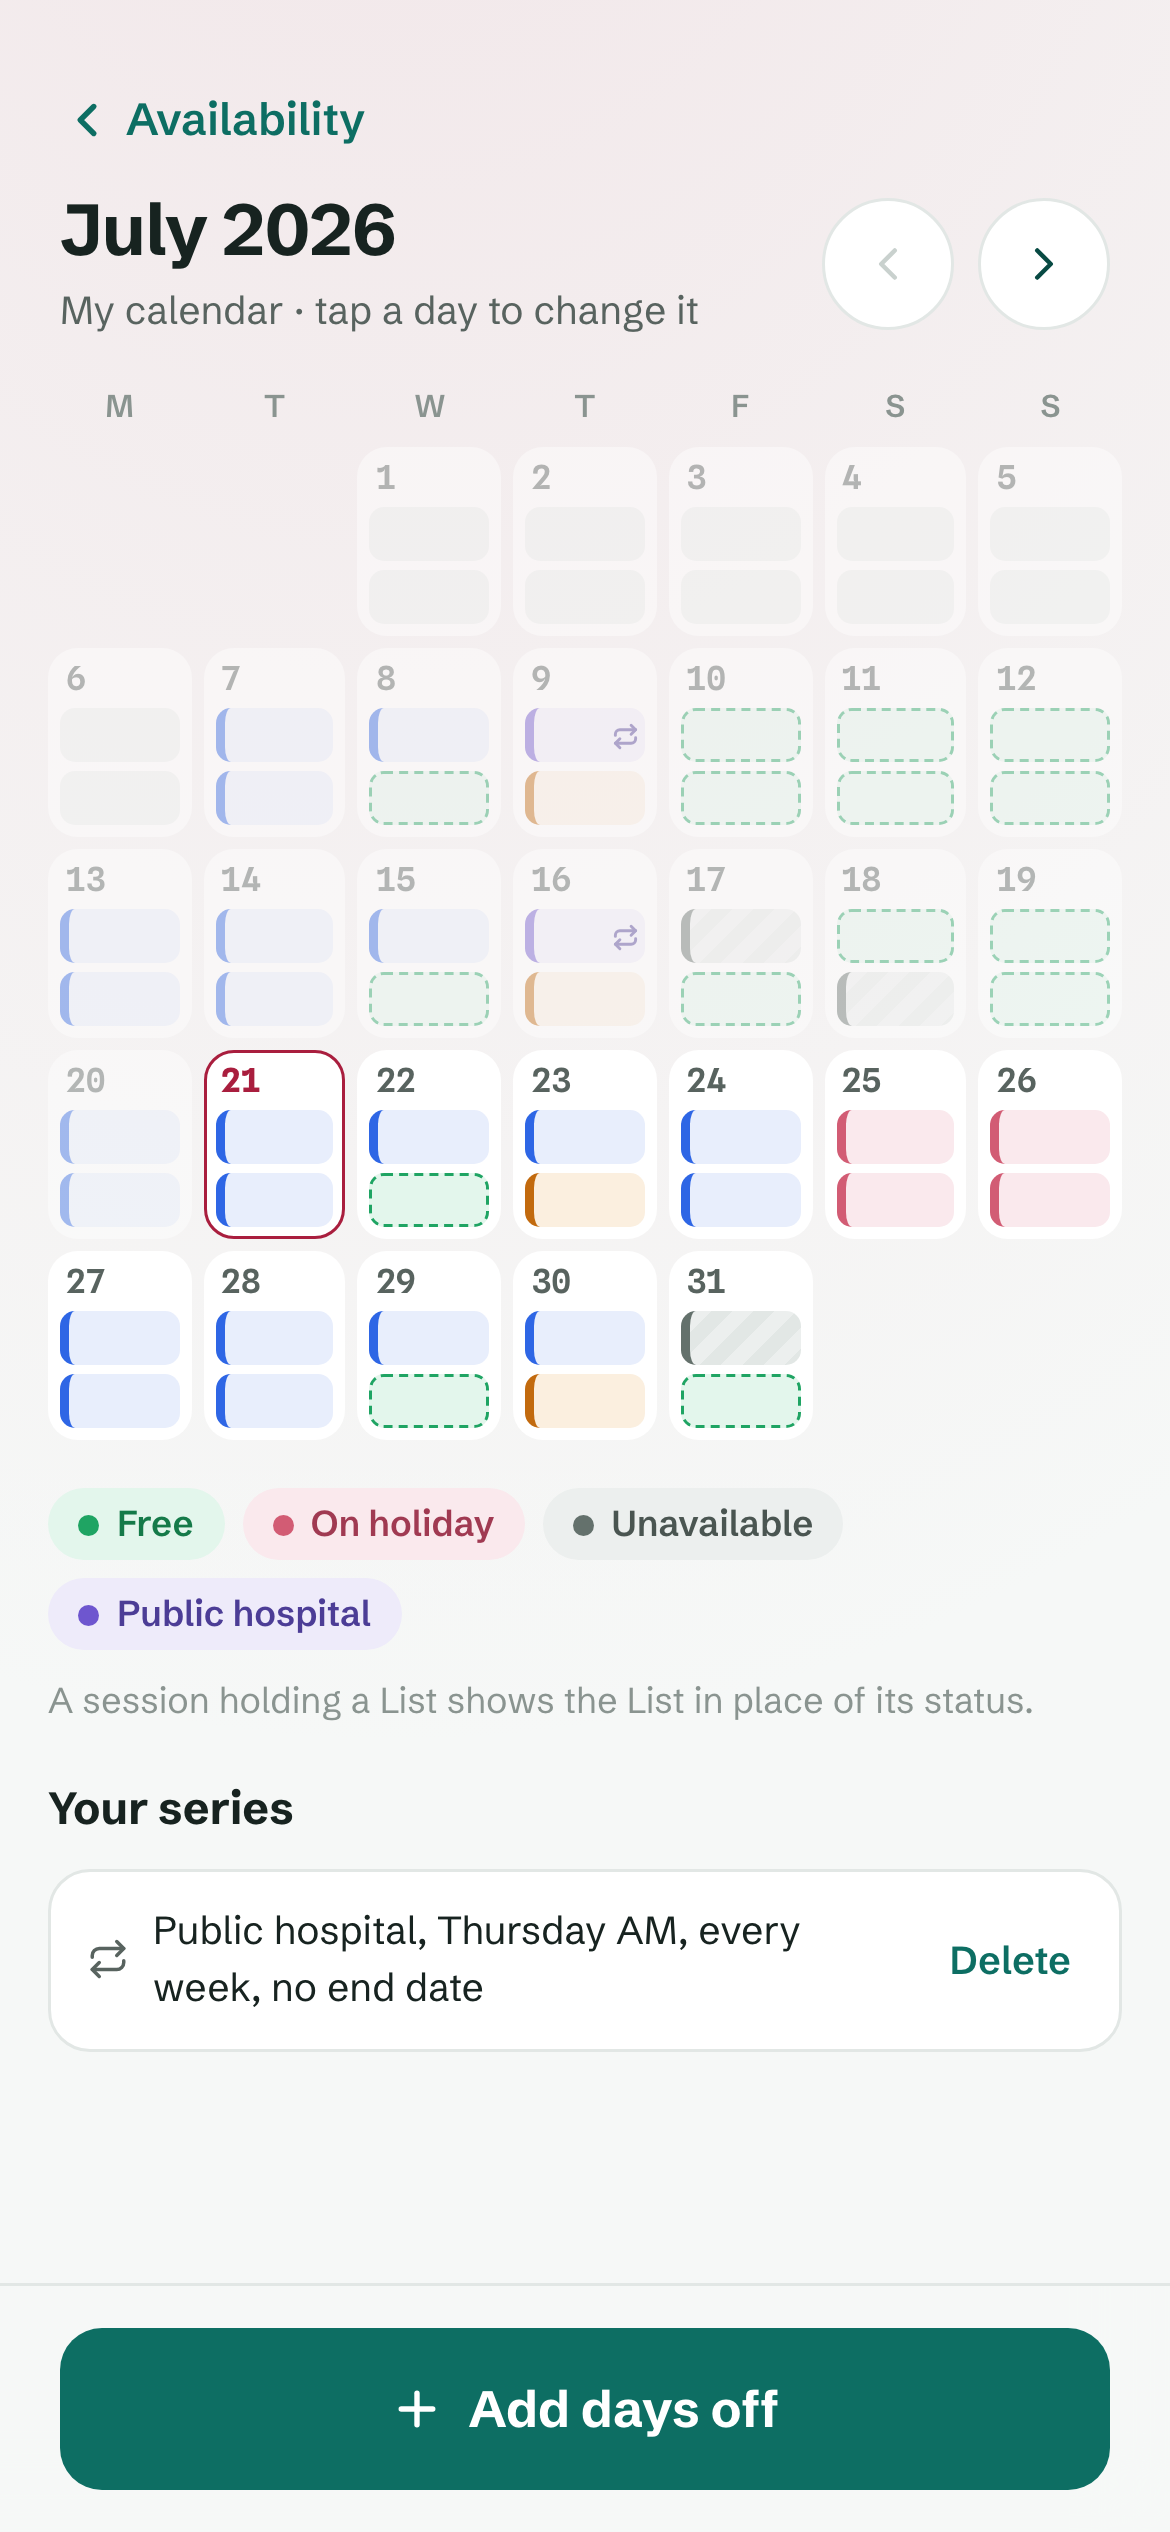 Availability
July 2026
My calendar · tap a day to change it
M T W T F S S
1 2 3 4 5
6 7 8 9 10 11 12
13 14 15 16 17 18 19
20 21 22 23 24 25 26
27 28 29 30 31
Free On holiday Unavailable
Public hospital
A session holding a List shows the List in place of its status.
Your series
Public hospital, Thursday AM, every
week, no end date
Delete
+ Add days off